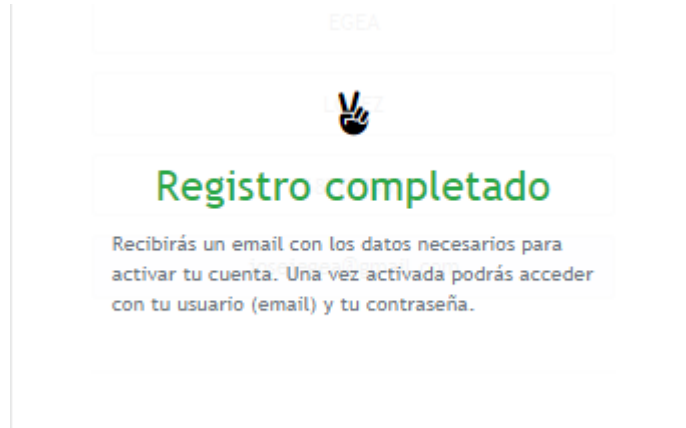 EGEA
Registro completado
Recibirás un email con los datos necesarios para
activar tu cuenta. Una vez activada podrás acceder
con tu usuario (email) y tu contraseña.